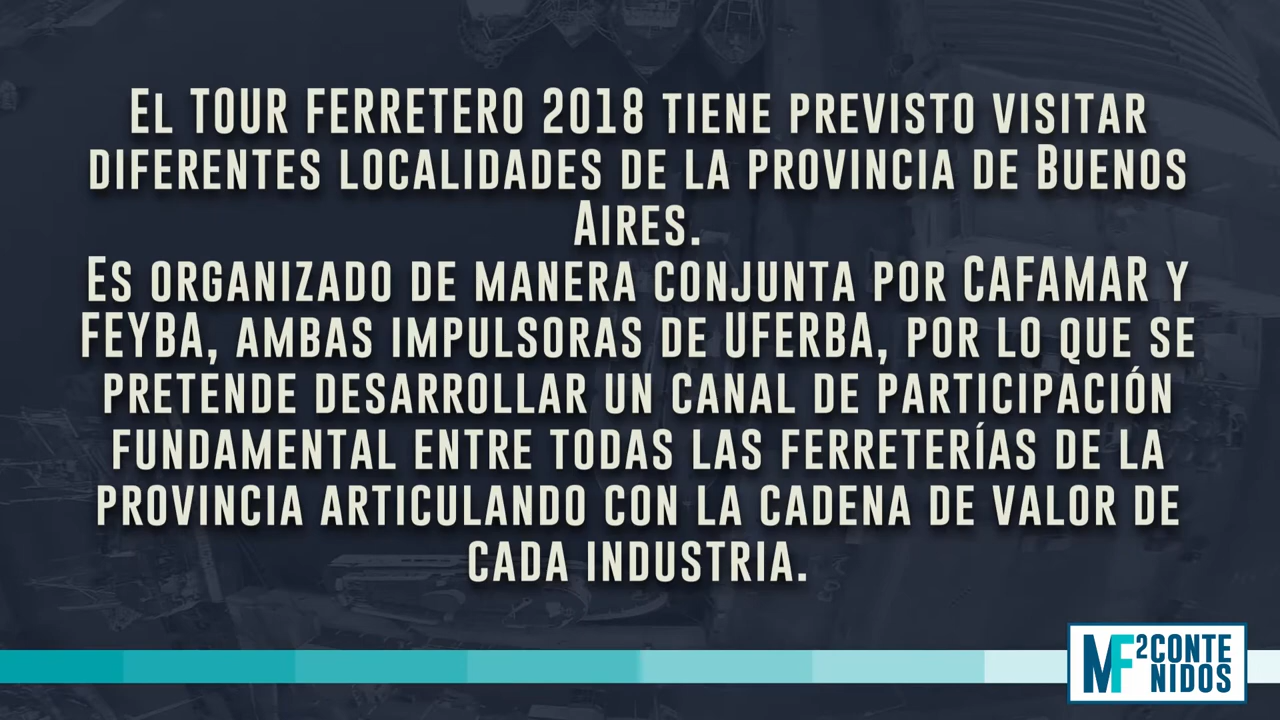 El TOUR FERRETERO 2018 tiene previsto visitar
diferentes localidades de la provincia de Buenos
Aires.
Es organizado de manera conjunta por CAFAMAR y
FEYBA, ambas impulsoras de UFERBA, por lo que se
pretende desarrollar un canal de participación
fundamental entre todas las ferreterías de la
provincia articulando con la cadena de valor de
cada industria.
MF2 CONTE
NIDOS